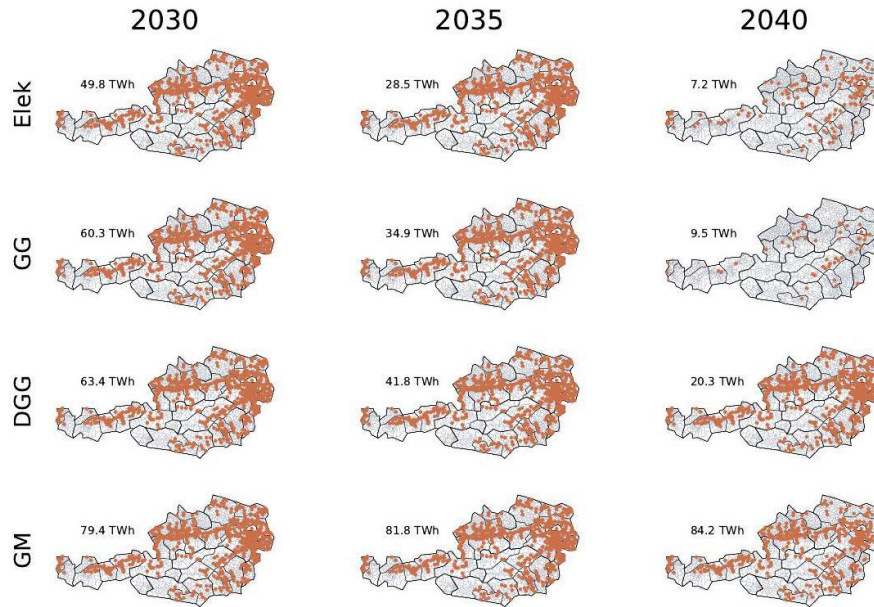 2030 2035 2040
Elek
49.8 TWh 28.5 TWh 7.2 TWh
GG
60.3 TWh 34.9 TWh 9.5 TWh
DGG
63.4 TWh 41.8 TWh 20.3 TWh
GM
79.4 TWh 81.8 TWh 84.2 TWh